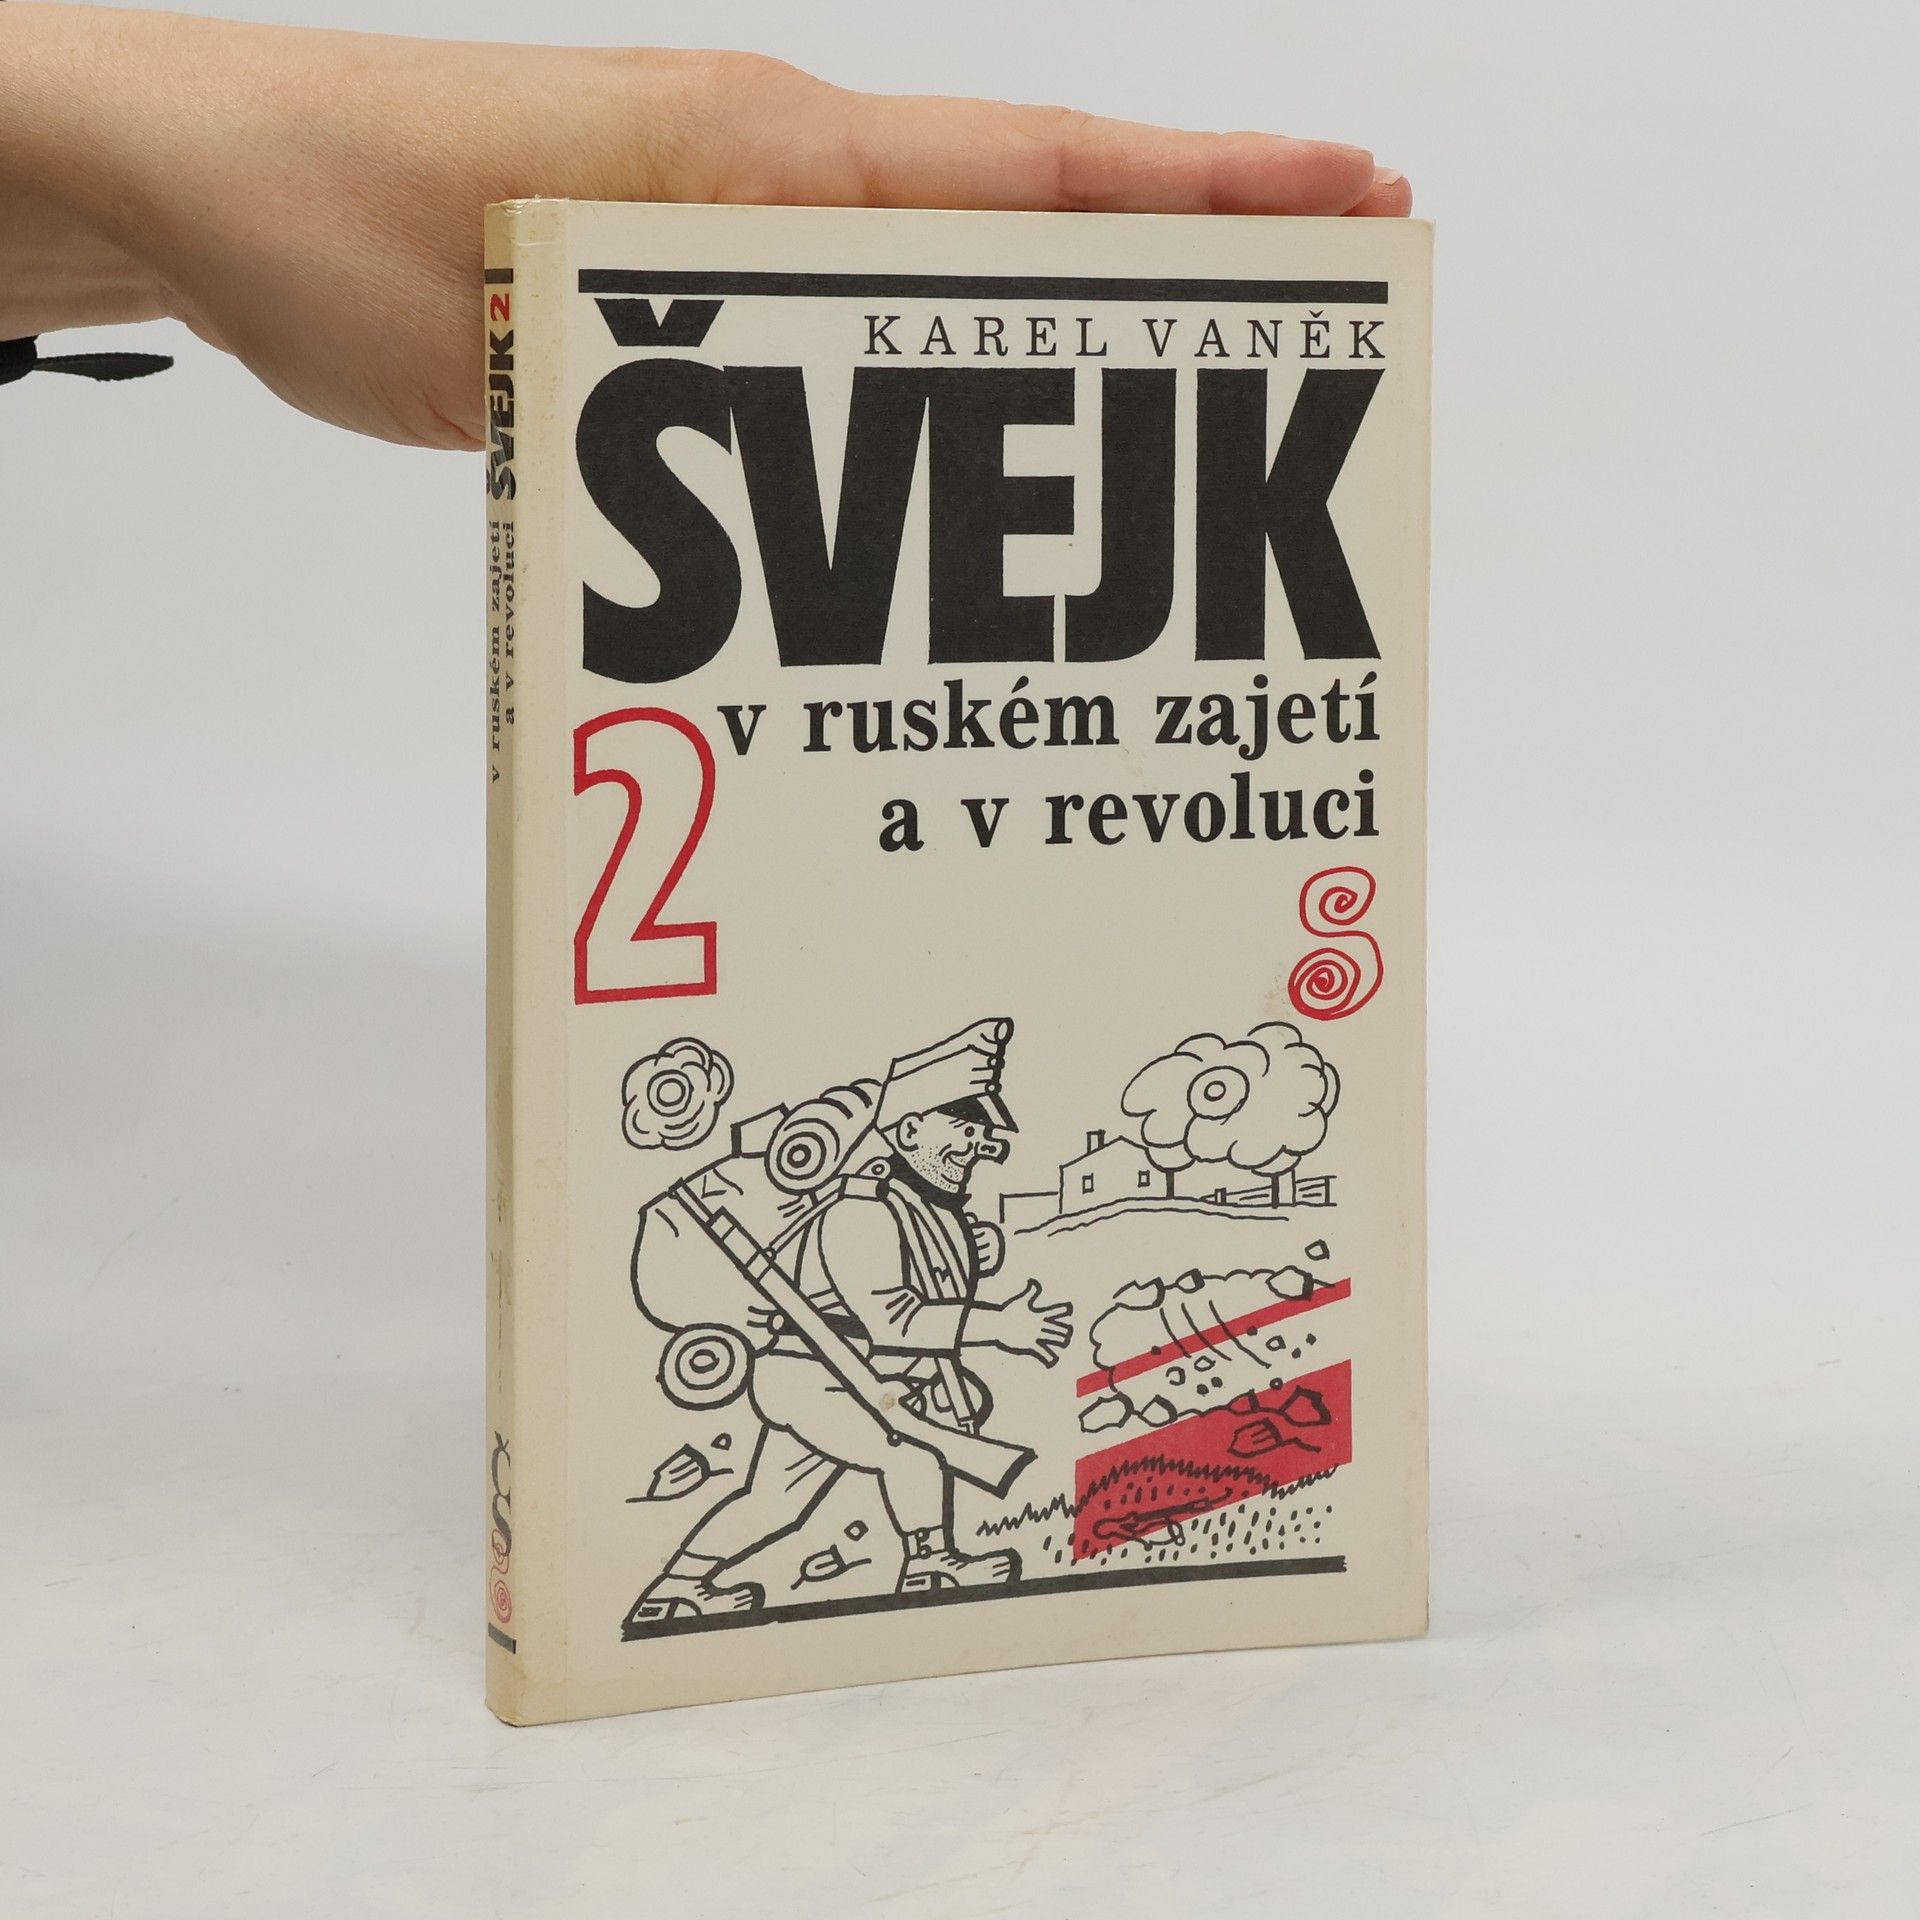 KAREL VANĚK
ŠVEJK
2
v ruském zajetí
a v revoluci
ŠVEJK 2
v ruském zajetí
a v revoluci